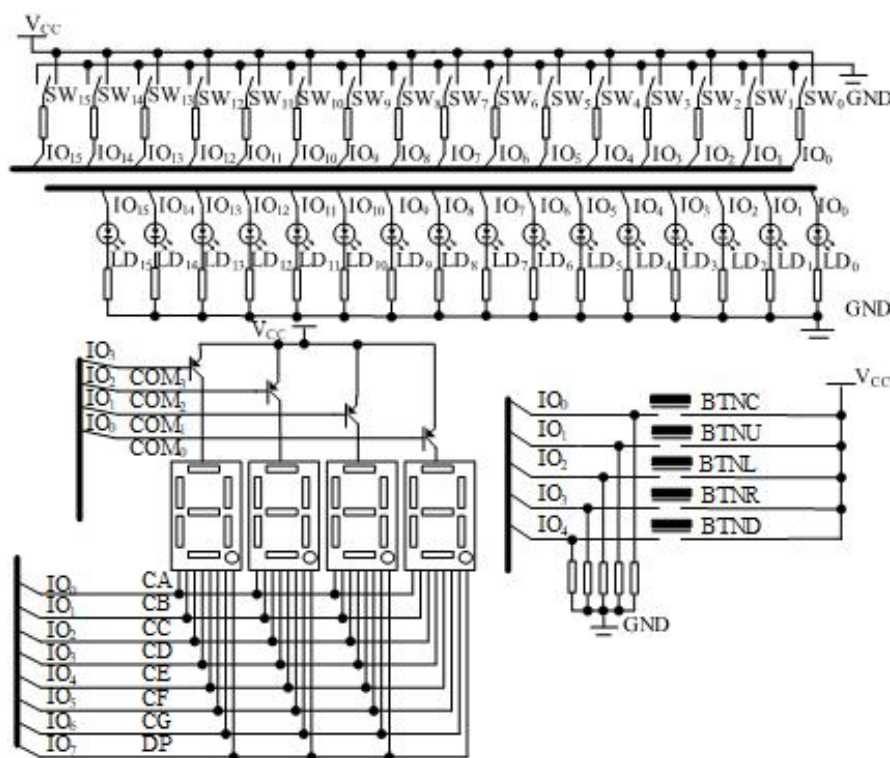 V_CC
SW₁₅ SW₁₄ SW₁₃ SW₁₂ SW₁₁ SW₁₀ SW₉ SW₈ SW₇ SW₆ SW₅ SW₄ SW₃ SW₂ SW₁ SW₀ GND
IO₁₅ IO₁₄ IO₁₃ IO₁₂ IO₁₁ IO₁₀ IO₉ IO₈ IO₇ IO₆ IO₅ IO₄ IO₃ IO₂ IO₁ IO₀
IO₁₅ IO₁₄ IO₁₃ IO₁₂ IO₁₁ IO₁₀ IO₉ IO₈ IO₇ IO₆ IO₅ IO₄ IO₃ IO₂ IO₁ IO₀
LD₁₅ LD₁₄ LD₁₃ LD₁₂ LD₁₁ LD₁₀ LD₉ LD₈ LD₇ LD₆ LD₅ LD₄ LD₃ LD₂ LD₁ LD₀
GND
V_CC
IO₃
IO₂ COM₃
IO₁ COM₂
IO₀ COM₁
COM₀
V_CC
IO₀ BTNC
IO₁ BTNU
IO₂ BTNL
IO₃ BTNR
IO₄ BTND
GND
IO₀ CA
IO₁ CB
IO₂ CC
IO₃ CD
IO₄ CE
IO₅ CF
IO₆ CG
IO₇ DP